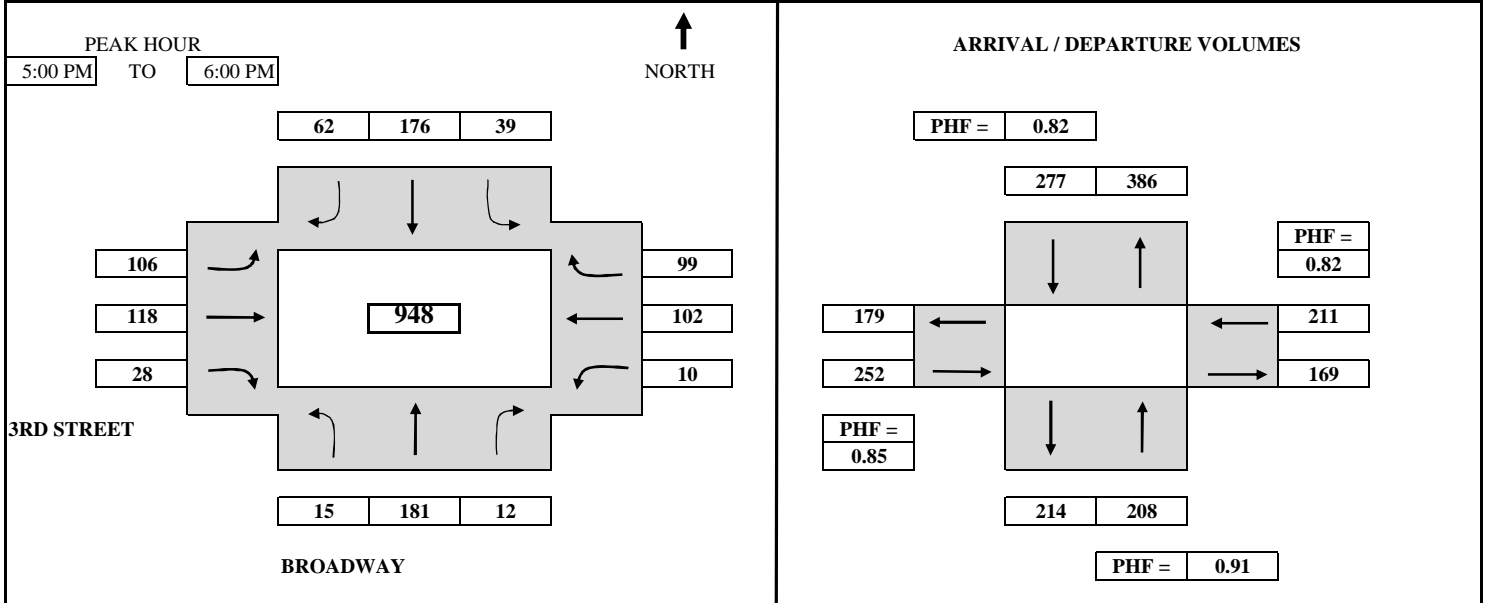 PEAK HOUR
5:00 PM TO 6:00 PM
NORTH
62 176 39
106
118
28
948
99
102
10
3RD STREET
15 181 12
BROADWAY
ARRIVAL / DEPARTURE VOLUMES
PHF = 0.82
277 386
PHF =
0.82
179
252
211
169
PHF =
0.85
214 208
PHF = 0.91